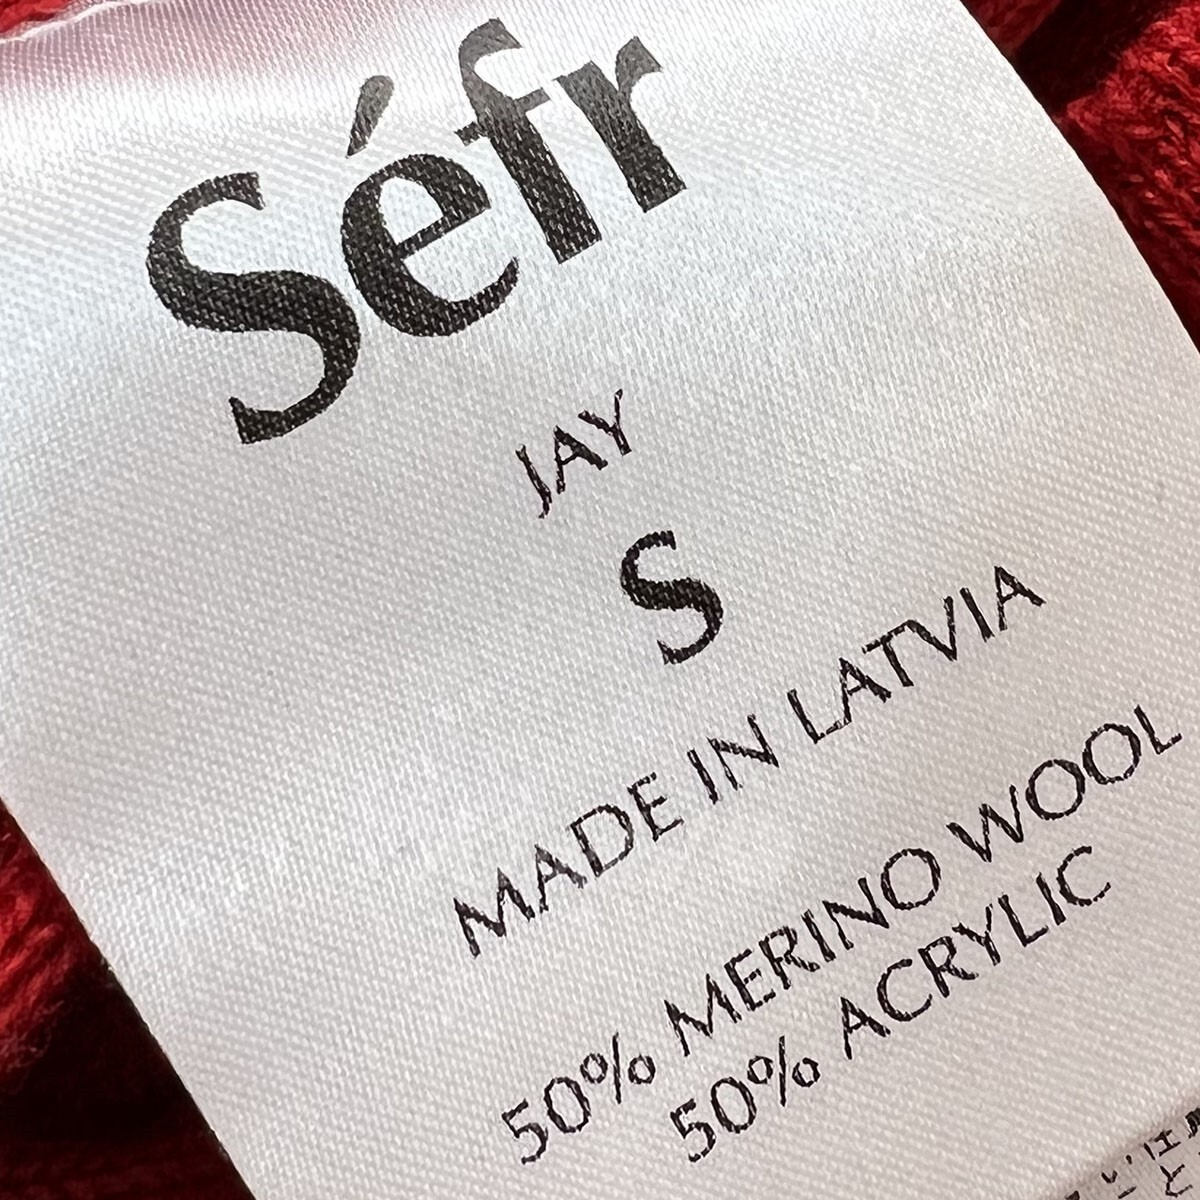 Séfr
JAY
S
MADE IN LATVIA
50% MERINO WOOL
50% ACRYLIC